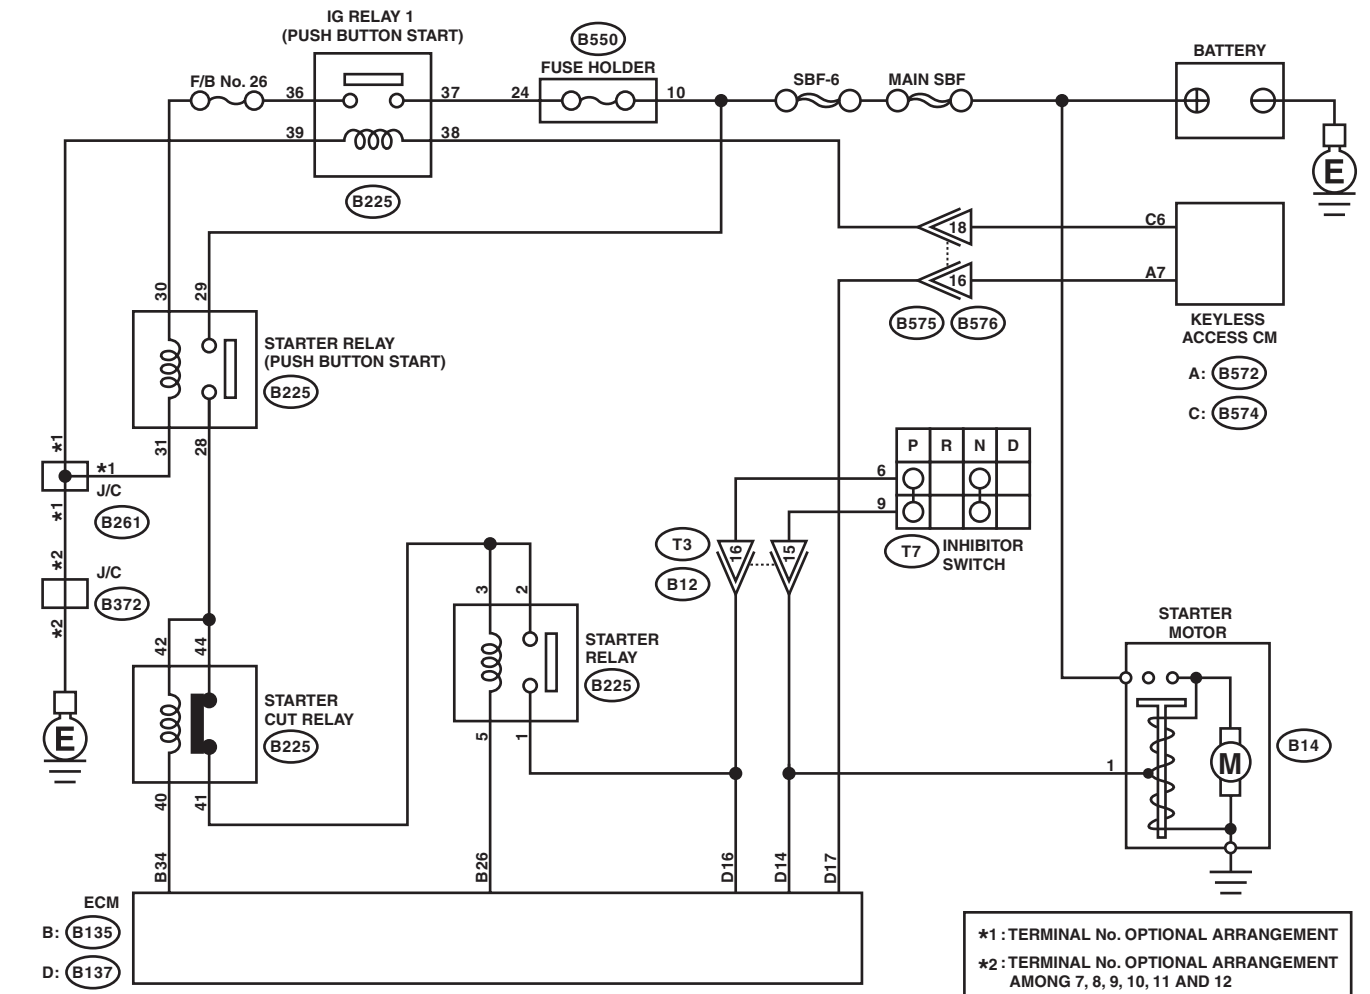 IG RELAY 1
(PUSH BUTTON START)
B550
FUSE HOLDER
BATTERY
F/B No. 26
SBF-6
MAIN SBF
36
37
24
10
39
38
E
B225
18
C6
16
A7
B575
B576
KEYLESS
ACCESS CM
A: B572
C: B574
30
29
STARTER RELAY
(PUSH BUTTON START)
B225
31
28
*1
*1
J/C
*1
B261
*2
J/C
B372
*2
E
P R N D
6
9
T7
INHIBITOR
SWITCH
T3
16
15
B12
3
2
STARTER
RELAY
B225
5
1
42
44
STARTER
CUT RELAY
B225
40
41
STARTER
MOTOR
1
M
B14
B34
B26
D16
D14
D17
ECM
B: B135
D: B137
*1 : TERMINAL No. OPTIONAL ARRANGEMENT
*2 : TERMINAL No. OPTIONAL ARRANGEMENT
AMONG 7, 8, 9, 10, 11 AND 12